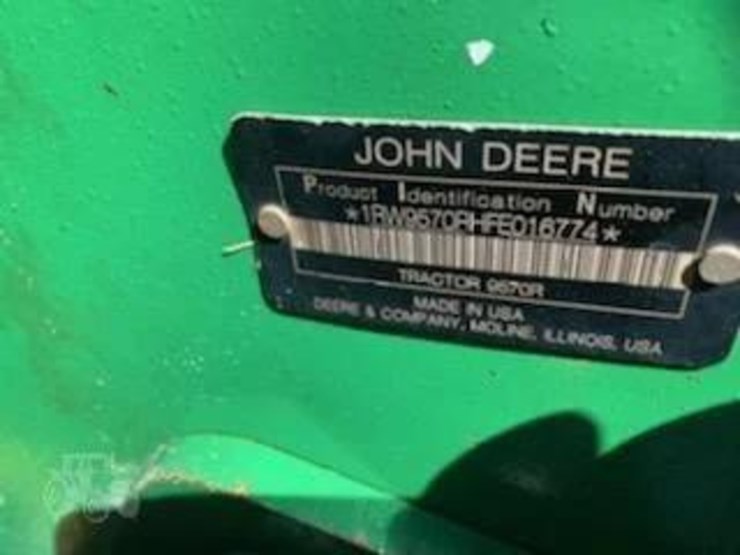 JOHN DEERE
Product Identification Number
*1RW9570RHFE016774*
TRACTOR 9570R
MADE IN USA
DEERE & COMPANY, MOLINE, ILLINOIS, USA